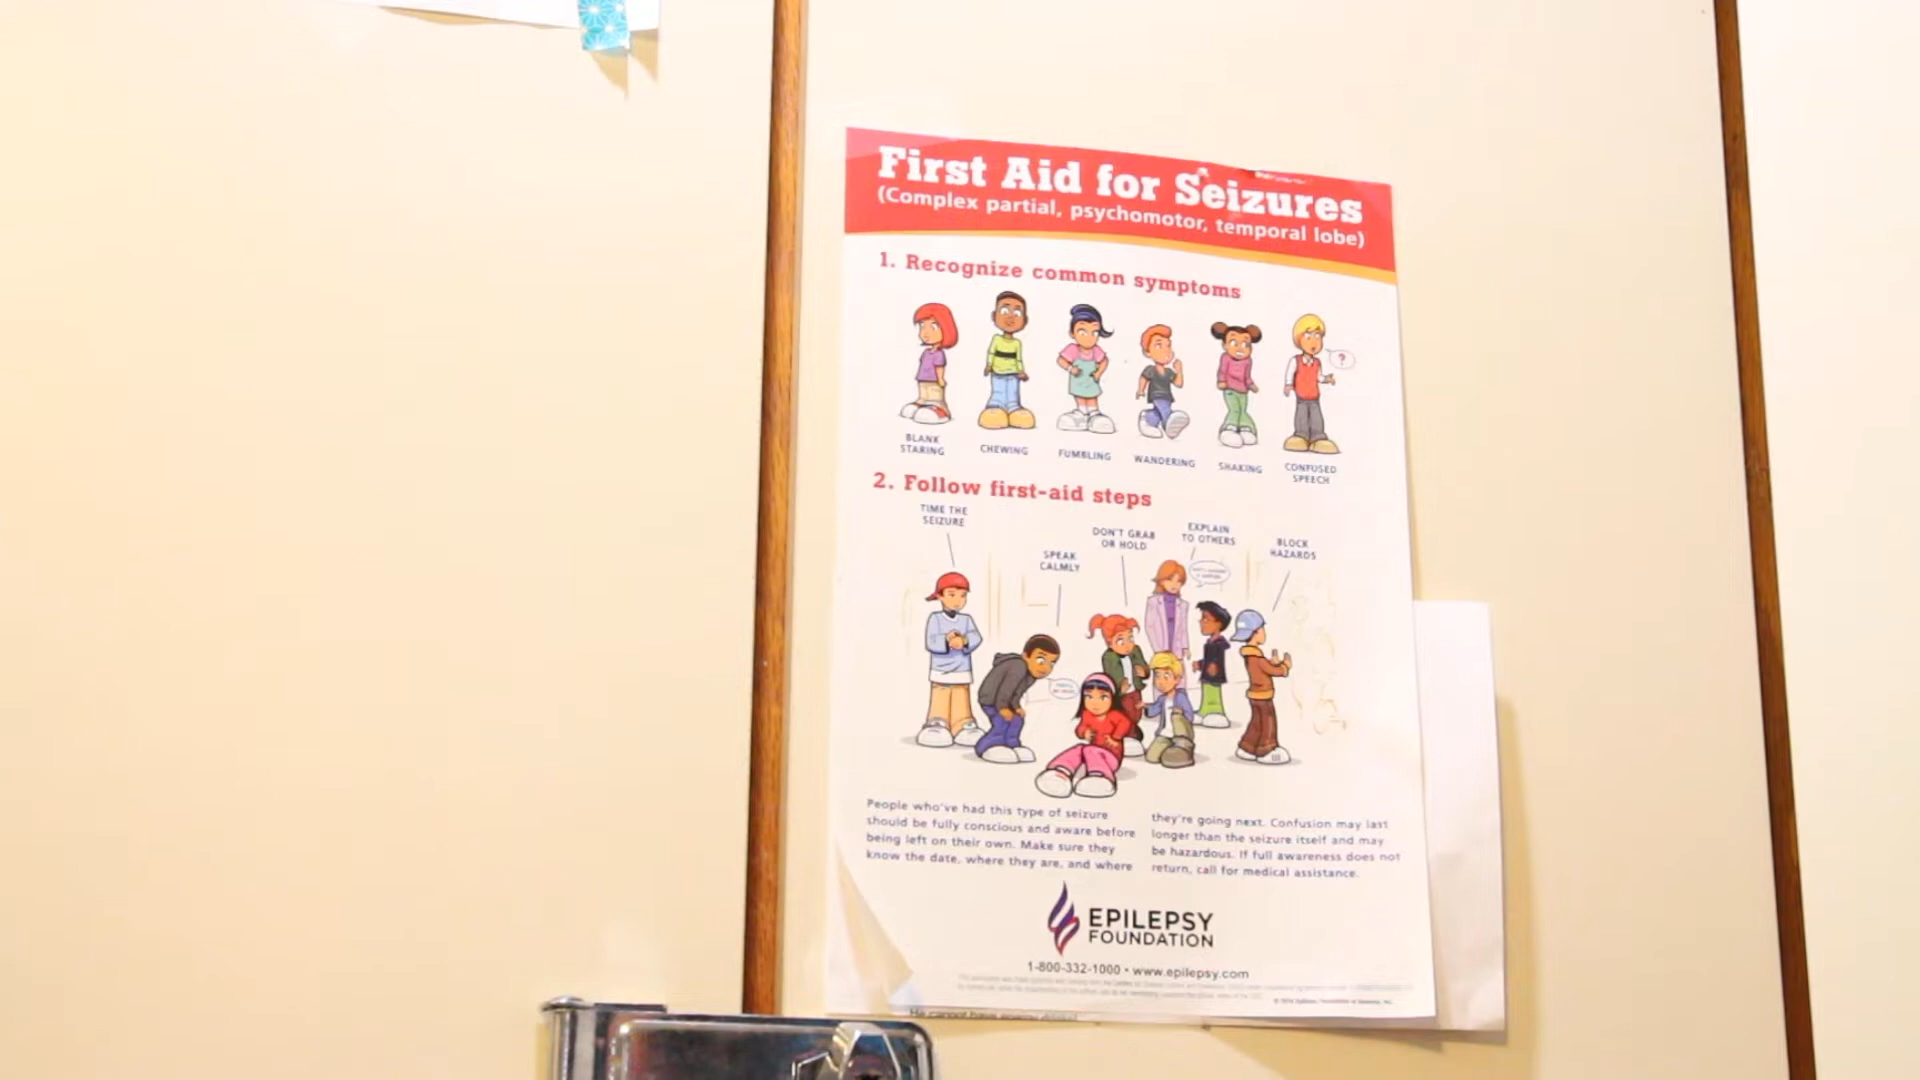 First Aid for Seizures
(Complex partial, psychomotor, temporal lobe)
1. Recognize common symptoms
?
BLANK
STARING
CHEWING
FUMBLING
WANDERING
SHAKING
CONFUSED
SPEECH
2. Follow first-aid steps
TIME THE
SEIZURE
SPEAK
CALMLY
DON'T GRAB
OR HOLD
EXPLAIN
TO OTHERS
BLOCK
HAZARDS
People who've had this type of seizure
should be fully conscious and aware before
being left on their own. Make sure they
know the date, where they are, and where
they're going next. Confusion may last
longer than the seizure itself and may
be hazardous. If full awareness does not
return, call for medical assistance.
EPILEPSY
FOUNDATION
1-800-332-1000 • www.epilepsy.com
He cannot have